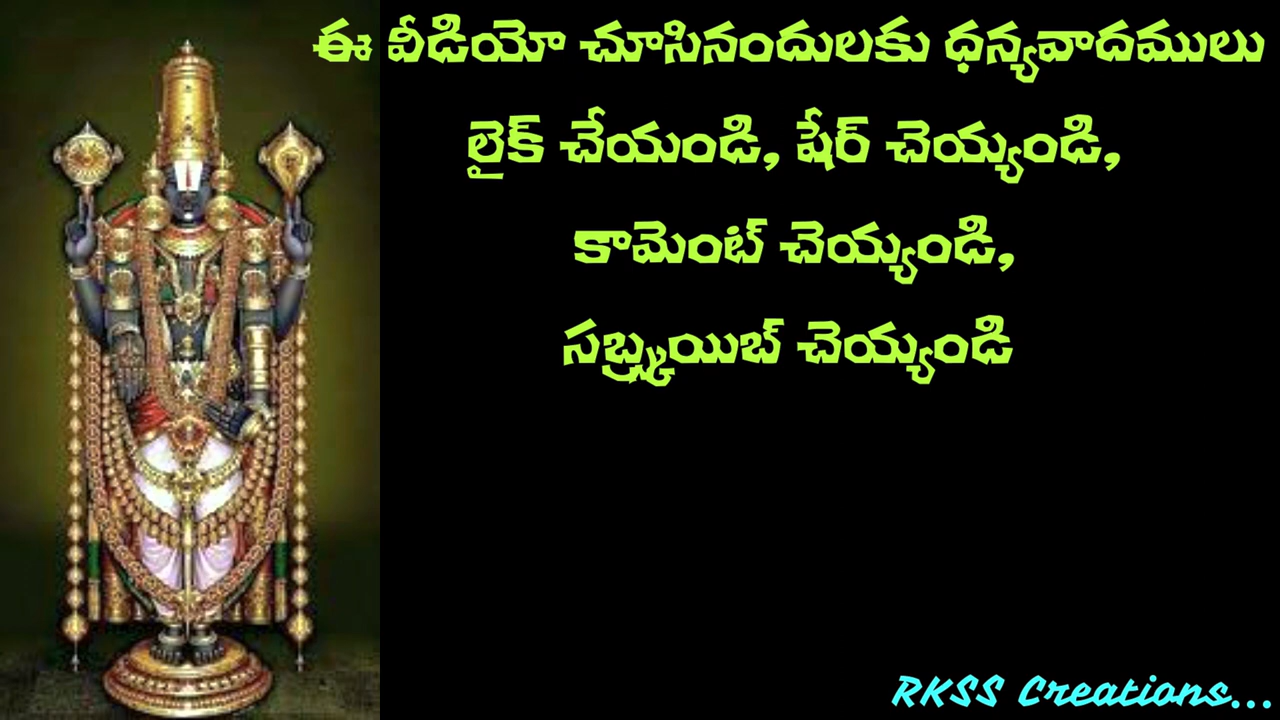 ఈ వీడియో చూసినందులకు ధన్యవాదములు
లైక్ చేయండి, షేర్ చెయ్యండి,
కామెంట్ చెయ్యండి,
సబ్స్క్రయిబ్ చెయ్యండి
RKSS Creations...